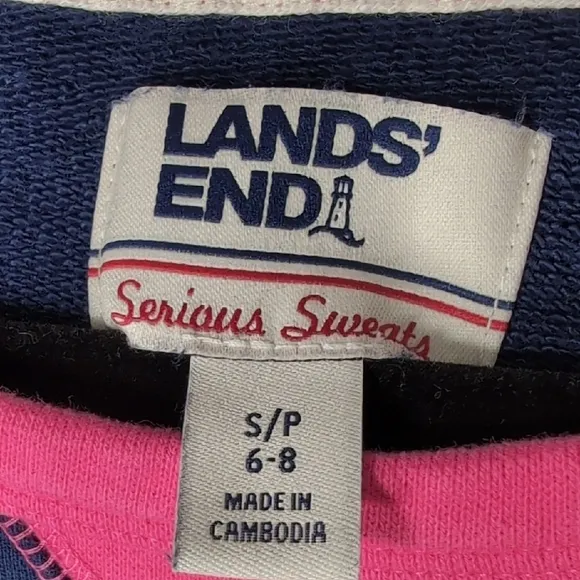 LANDS'
END
Serious Sweats
S/P
6-8
MADE IN
CAMBODIA